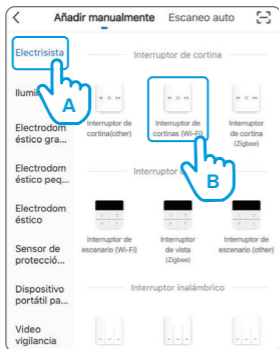 Añadir manualmente Escaneo auto
Electrisista
Interruptor de cortina
Ilumi
A
Interruptor de
cortina(other)
Interruptor de
cortinas (Wi-Fi)
Interruptor
de cortina
(Zigbee)
Electrodom
éstico gra...
Electrodom
éstico peq...
Interruptor
B
Electrodom
éstico
Interruptor de
escenario (Wi-Fi)
Interruptor
de vista
(Zigbee)
Interruptor de
escenario (other)
Sensor de
protecció...
Dispositivo
portátil pa...
Interruptor inalámbrico
Video
vigilancia